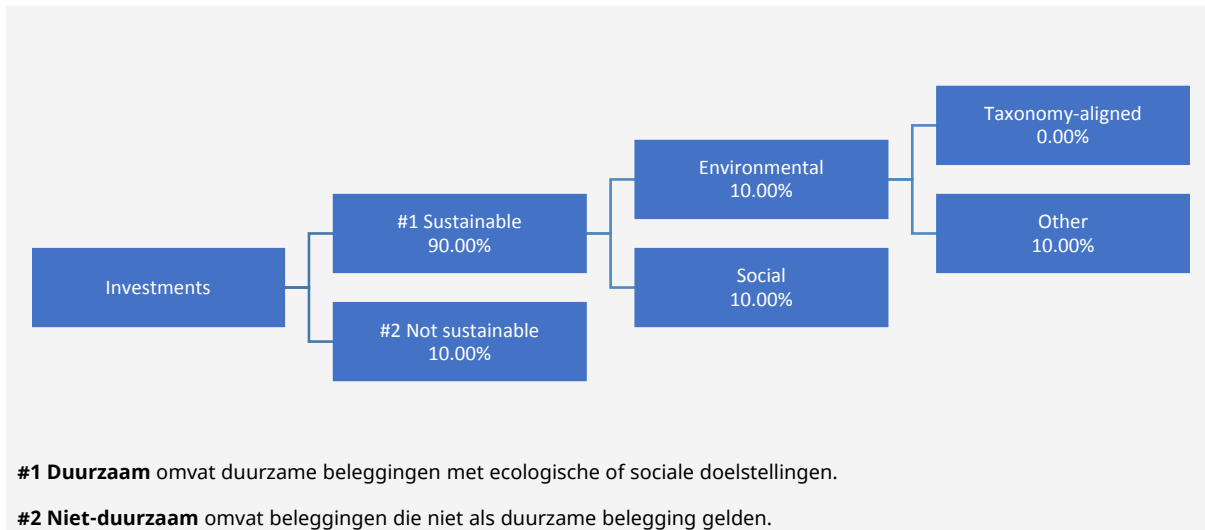 Taxonomy-aligned
0.00%
Environmental
10.00%
#1 Sustainable
90.00%
Other
10.00%
Investments
Social
10.00%
#2 Not sustainable
10.00%
#1 Duurzaam omvat duurzame beleggingen met ecologische of sociale doelstellingen.
#2 Niet-duurzaam omvat beleggingen die niet als duurzame belegging gelden.